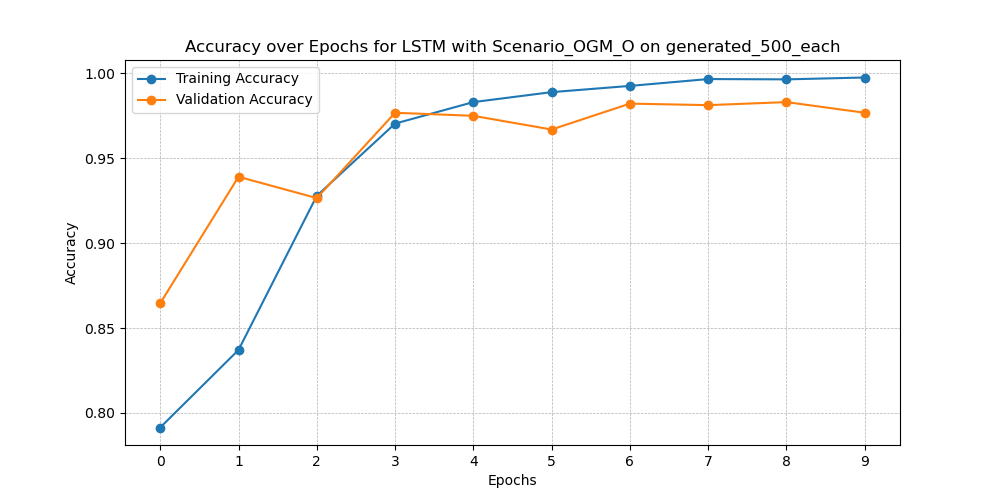 Accuracy over Epochs for LSTM with Scenario_OGM_O on generated_500_each
Training Accuracy
Validation Accuracy
1.00
0.95
0.90
0.85
0.80
Accuracy
0 1 2 3 4 5 6 7 8 9
Epochs